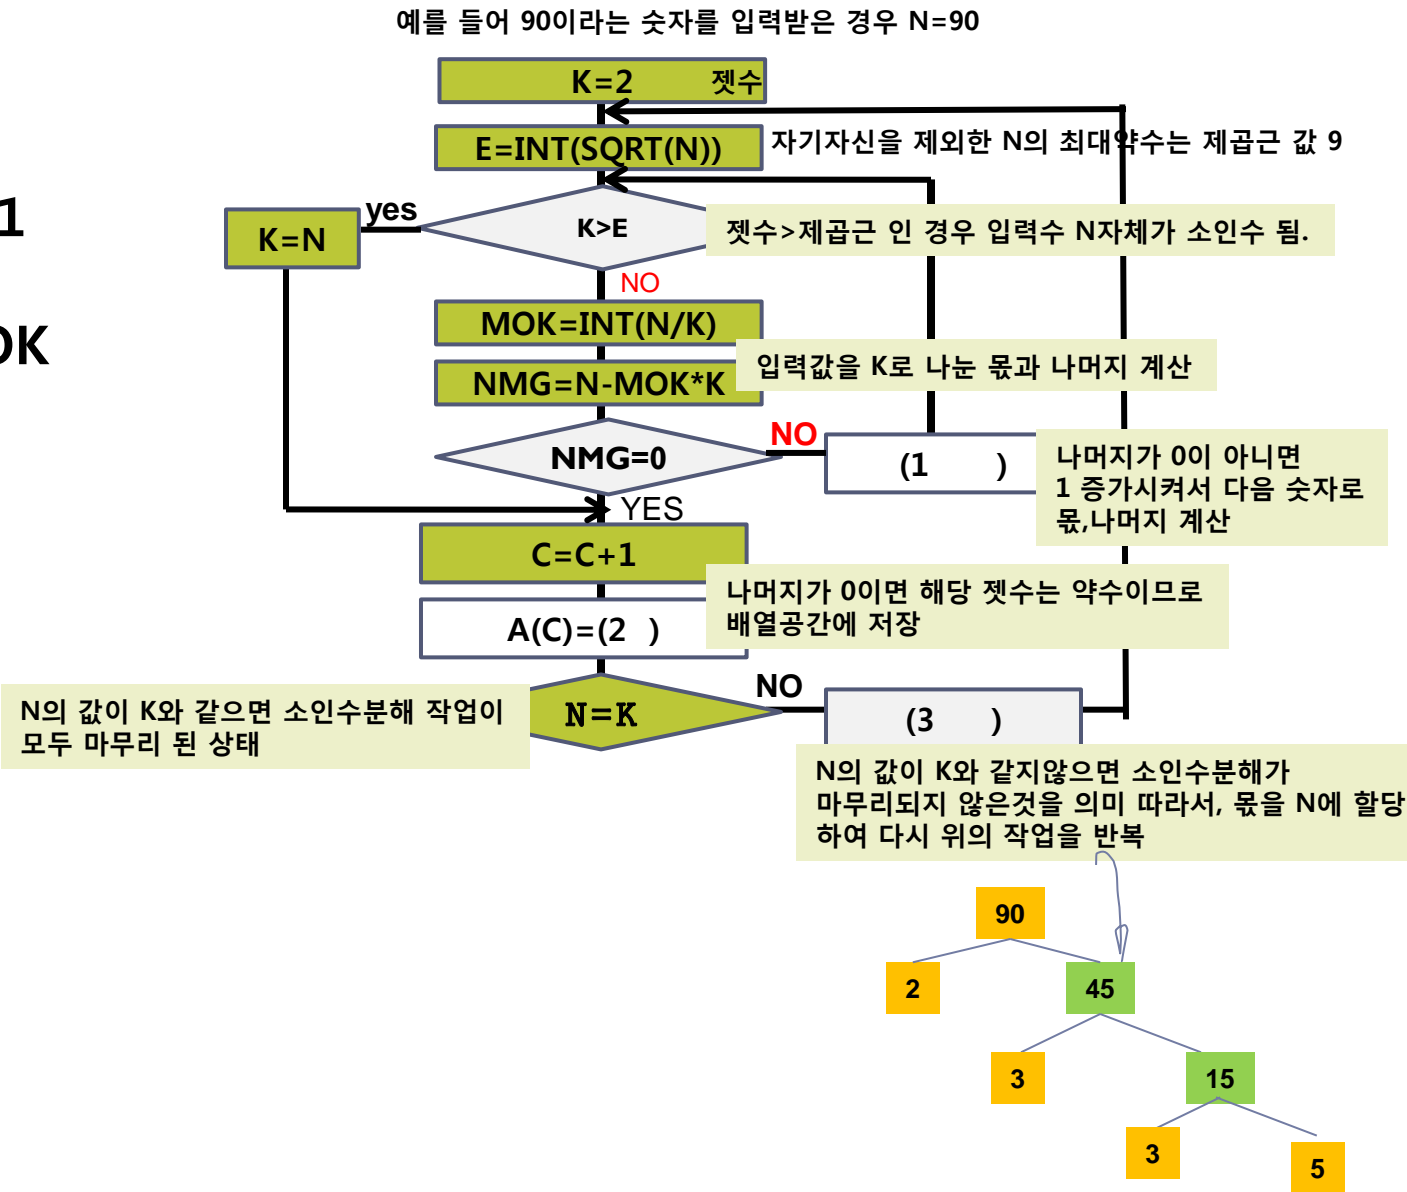 예를 들어 90이라는 숫자를 입력받은 경우 N=90
K=2 젯수
E=INT(SQRT(N))
자기자신을 제외한 N의 최대약수는 제곱근 값 9
1
yes
K=N
K>E
젯수>제곱근 인 경우 입력수 N자체가 소인수 됨.
NO
OK
MOK=INT(N/K)
입력값을 K로 나눈 몫과 나머지 계산
NMG=N-MOK*K
NO
NMG=0
(1 )
나머지가 0이 아니면
1 증가시켜서 다음 숫자로
몫,나머지 계산
YES
C=C+1
나머지가 0이면 해당 젯수는 약수이므로
배열공간에 저장
A(C)=(2 )
NO
N의 값이 K와 같으면 소인수분해 작업이
모두 마무리 된 상태
N=K
(3 )
N의 값이 K와 같지않으면 소인수분해가
마무리되지 않은것을 의미 따라서, 몫을 N에 할당
하여 다시 위의 작업을 반복
90
2
45
3
15
3
5